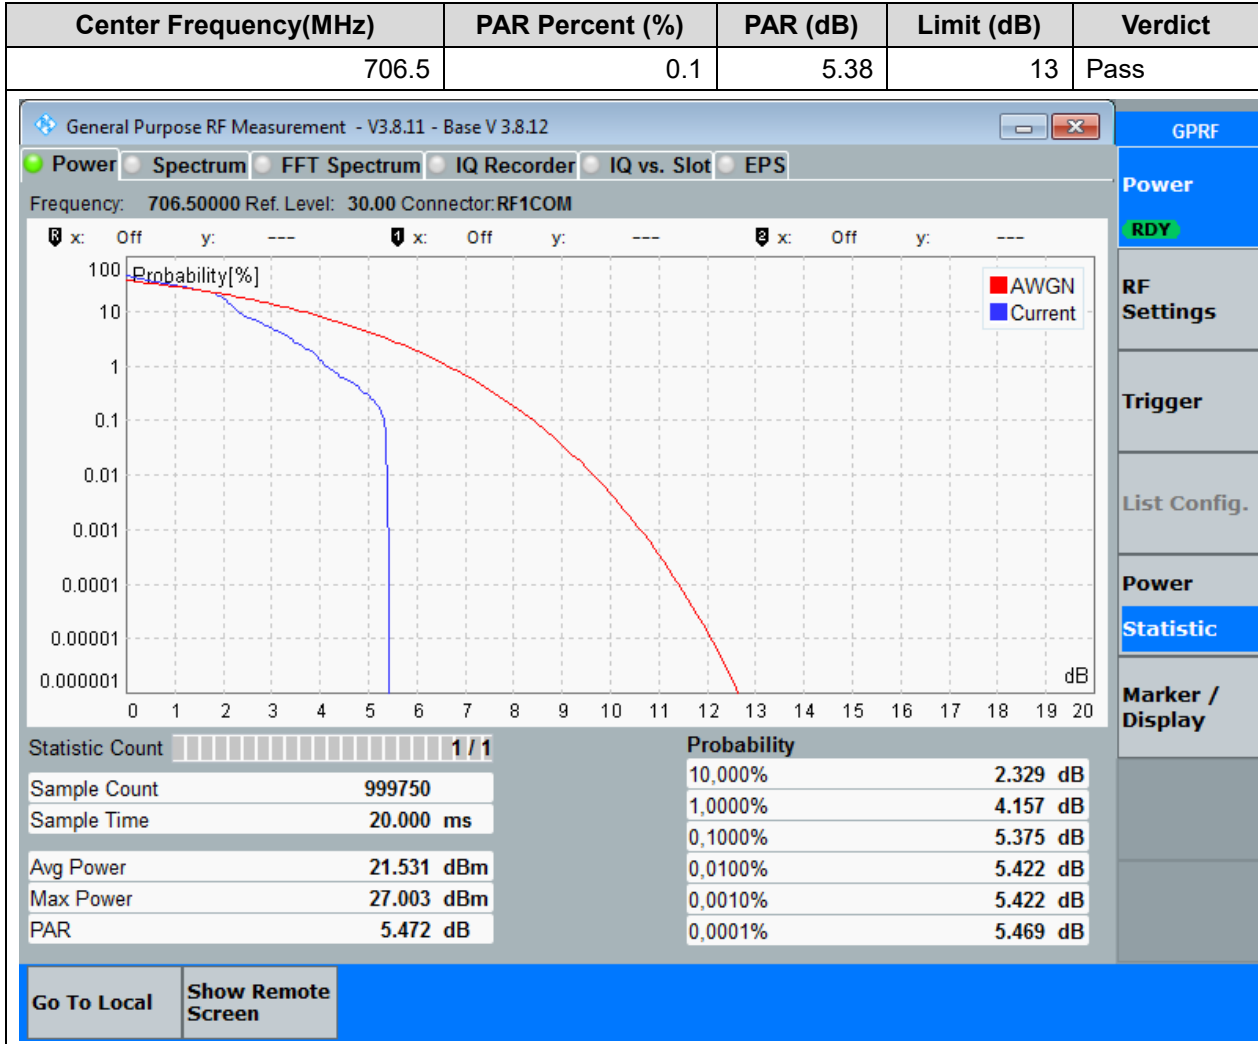 Center Frequency(MHz) PAR Percent (%) PAR (dB) Limit (dB) Verdict
706.5 0.1 5.38 13 Pass
General Purpose RF Measurement - V3.8.11 - Base V 3.8.12
GPRF
Power Spectrum FFT Spectrum IQ Recorder IQ vs. Slot EPS
Frequency: 706.50000 Ref. Level: 30.00 Connector: RF1COM
R x: Off y: --- 1 x: Off y: --- 2 x: Off y: ---
Probability[%]
AWGN
Current
100
10
1
0.1
0.01
0.001
0.0001
0.00001
0.000001
dB
0 1 2 3 4 5 6 7 8 9 10 11 12 13 14 15 16 17 18 19 20
Statistic Count 1 / 1
Sample Count 999750
Sample Time 20.000 ms
Avg Power 21.531 dBm
Max Power 27.003 dBm
PAR 5.472 dB
Probability
10,000% 2.329 dB
1,0000% 4.157 dB
0,1000% 5.375 dB
0,0100% 5.422 dB
0,0010% 5.422 dB
0,0001% 5.469 dB
Power
RDY
RF
Settings
Trigger
List Config.
Power
Statistic
Marker /
Display
Go To Local
Show Remote
Screen